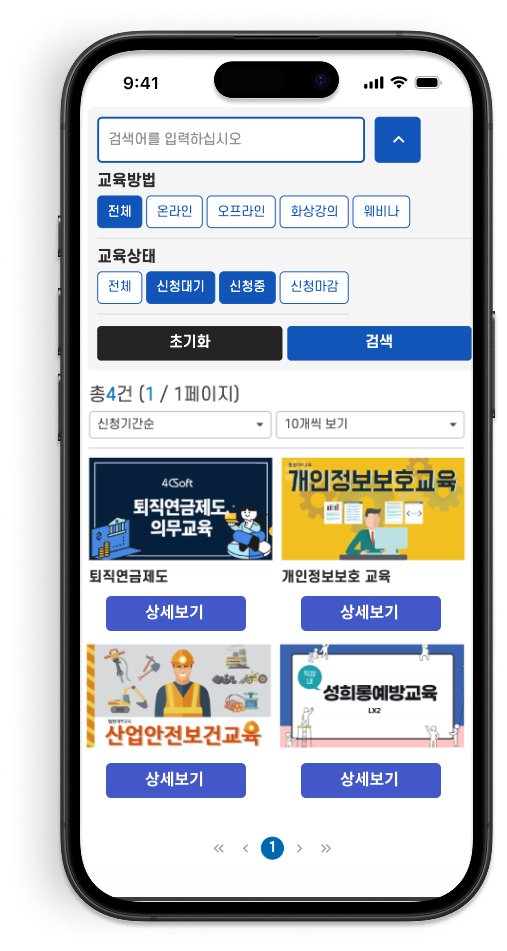 9:41
검색어를 입력하십시오
교육방법
전체 온라인 오프라인 화상강의 웨비나
교육상태
전체 신청대기 신청중 신청마감
초기화 검색
총4건 (1 / 1페이지)
신청기간순 10개씩 보기
4CSoft
퇴직연금제도
의무교육
개인정보보호교육
퇴직연금제도 개인정보보호 교육
상세보기 상세보기
산업안전보건교육
직장
내
성희롱예방교육
LX2
상세보기 상세보기
« ‹ 1 › »